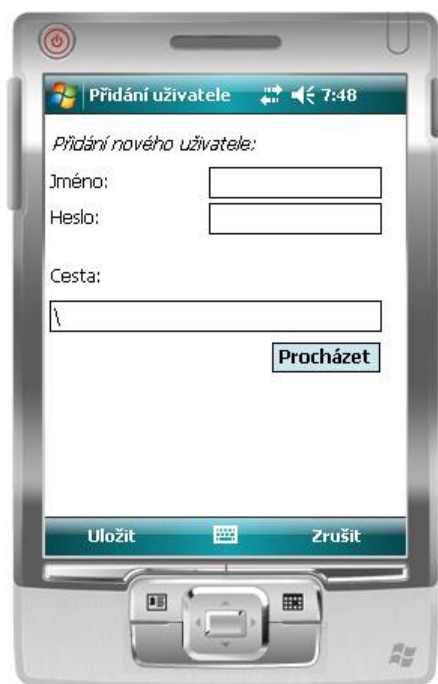 Přidání uživatele 7:48
Přidání nového uživatele:
Jméno:
Heslo:
Cesta:
\
Procházet
Uložit Zrušit